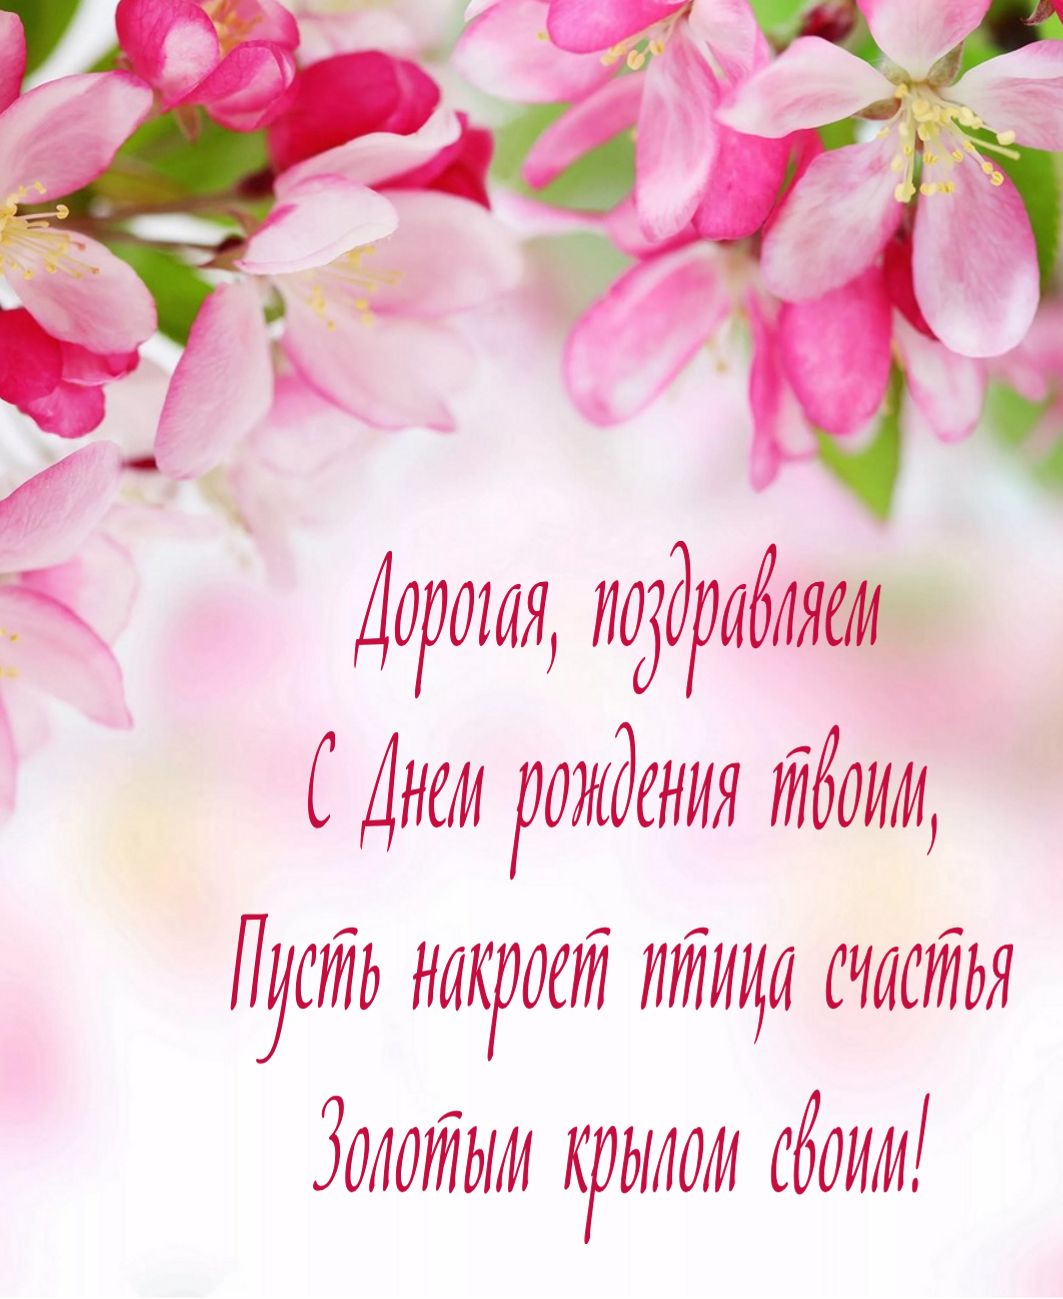 Дорогая, поздравляем
С Днем рождения твоим,
Пусть накроет птица счастья
Золотым крылом своим!